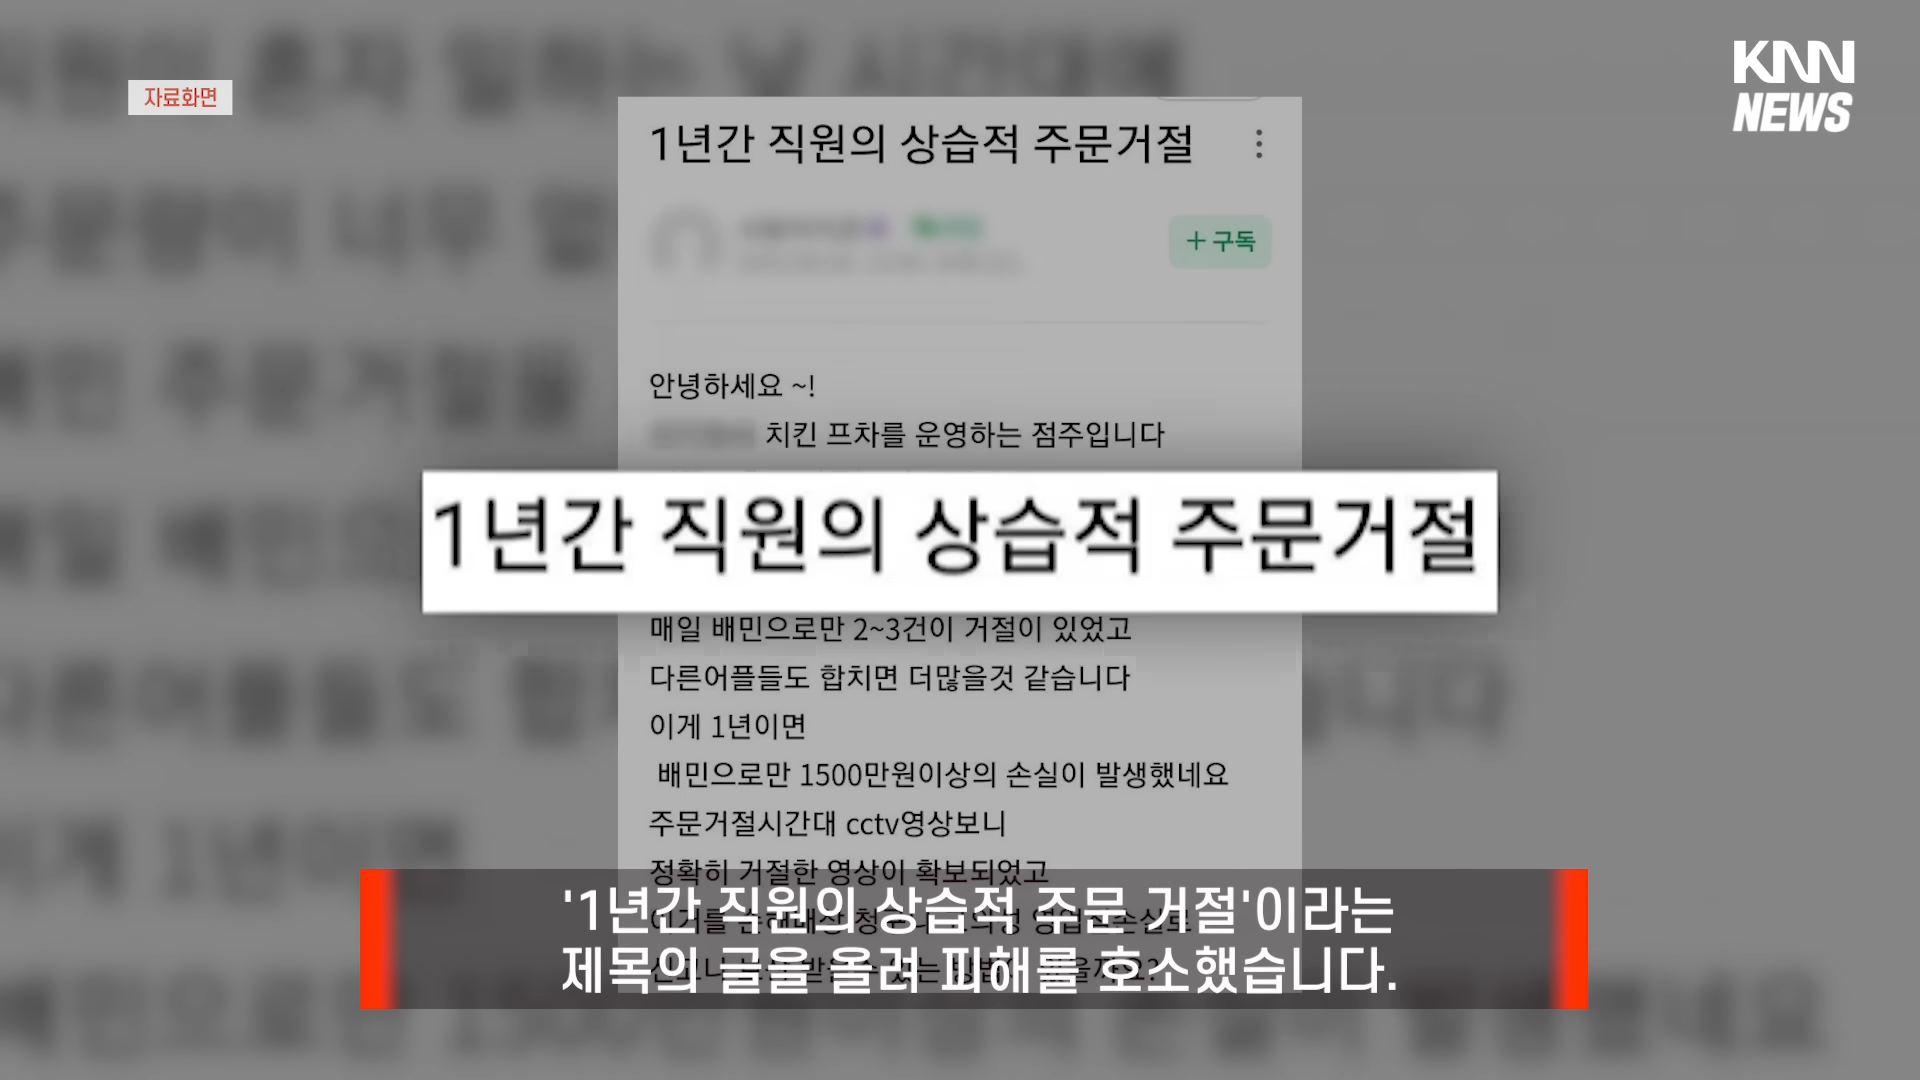 자료화면
KNN
NEWS
1년간 직원의 상습적 주문거절
+ 구독
안녕하세요 ~!
치킨 프차를 운영하는 점주입니다
1년간 직원의 상습적 주문거절
매일 배민으로만 2~3건이 거절이 있었고
다른어플들도 합치면 더많을것 같습니다
이게 1년이면
배민으로만 1500만원이상의 손실이 발생했네요
주문거절시간대 cctv영상보니
정확히 거절한 영상이 확보되었고
'1년간 직원의 상습적 주문 거절'이라는
제목의 글을 올려 피해를 호소했습니다.